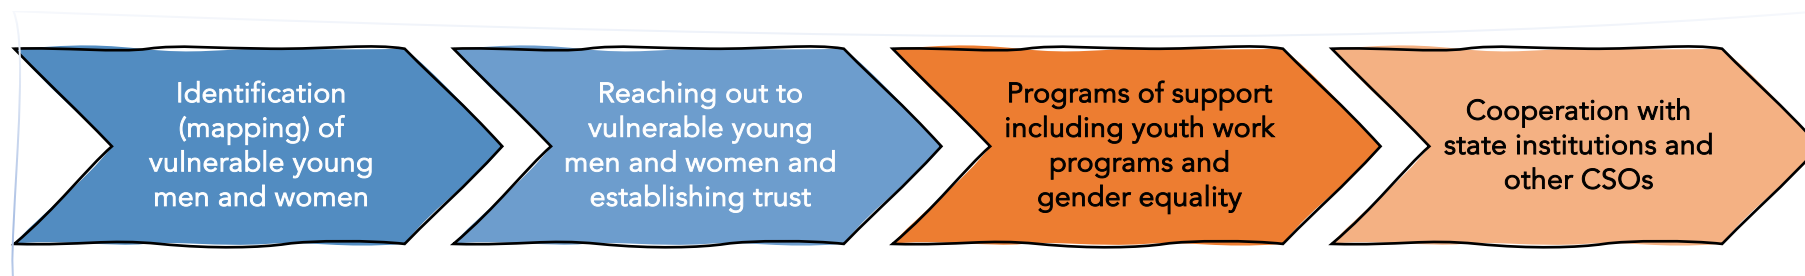 Identification
(mapping) of
vulnerable young
men and women
Reaching out to
vulnerable young
men and women and
establishing trust
Programs of support
including youth work
programs and
gender equality
Cooperation with
state institutions and
other CSOs